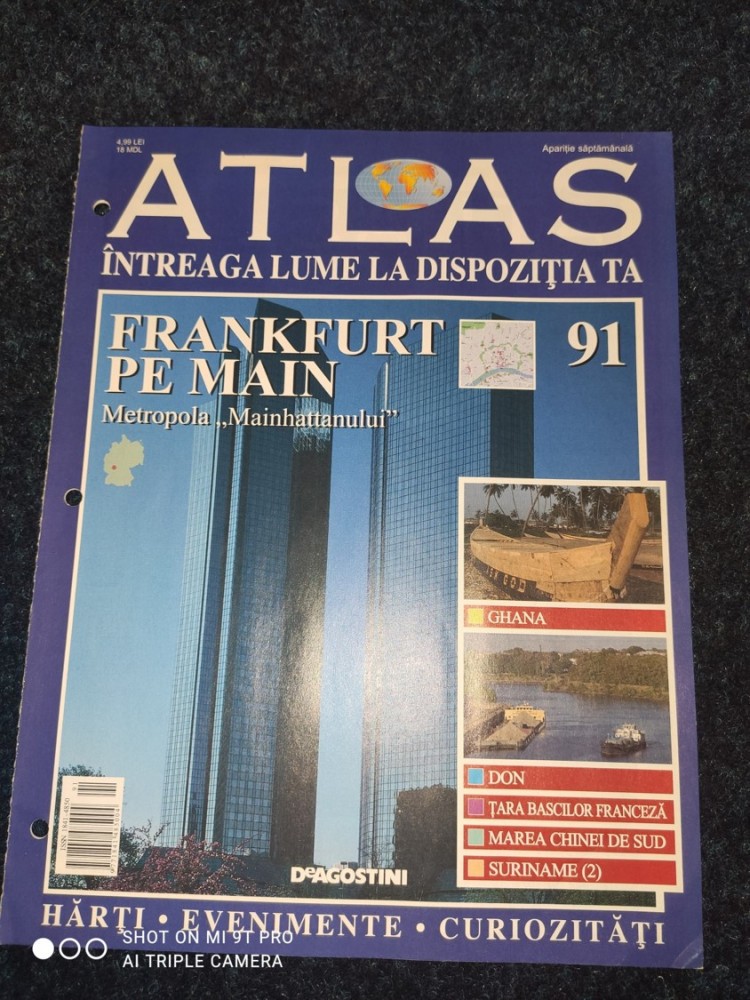 4,99 LEI
18 MDL
Apariție săptămânală
ATLAS
ÎNTREAGA LUME LA DISPOZIŢIA TA
FRANKFURT
PE MAIN
91
Metropola „Mainhattanului”
GHANA
DON
ŢARA BASCILOR FRANCEZĂ
MAREA CHINEI DE SUD
SURINAME (2)
DeAGOSTINI
HĂRŢI • EVENIMENTE • CURIOZITĂŢI
SHOT ON MI 9T PRO
AI TRIPLE CAMERA